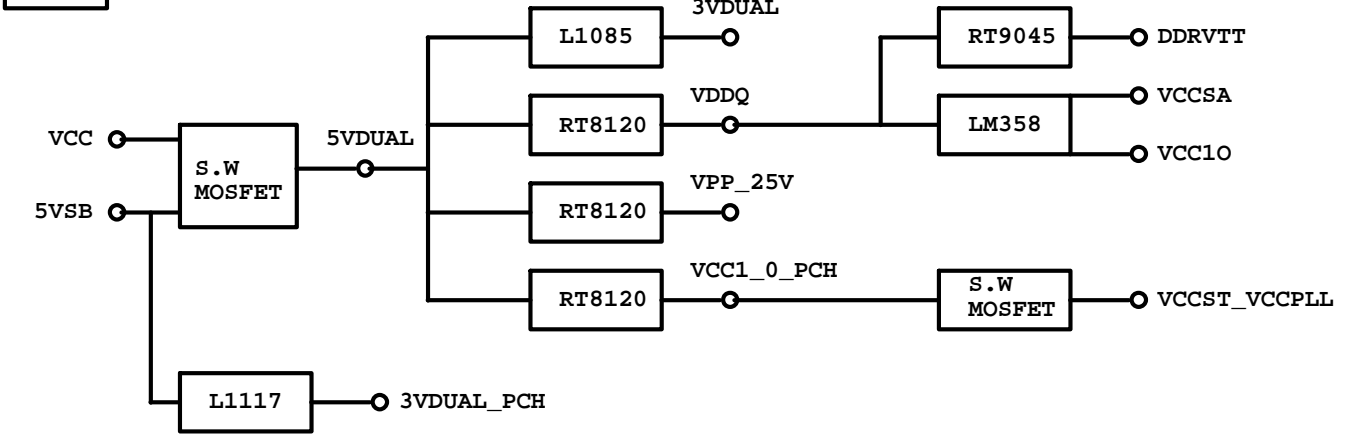 3VDUAL
L1085
RT9045
DDRVTT
VDDQ
VCCSA
RT8120
LM358
VCC
5VDUAL
S.W
MOSFET
VCC1O
VPP_25V
5VSB
RT8120
VCC1_0_PCH
RT8120
S.W
MOSFET
VCCST_VCCPLL
L1117
3VDUAL_PCH